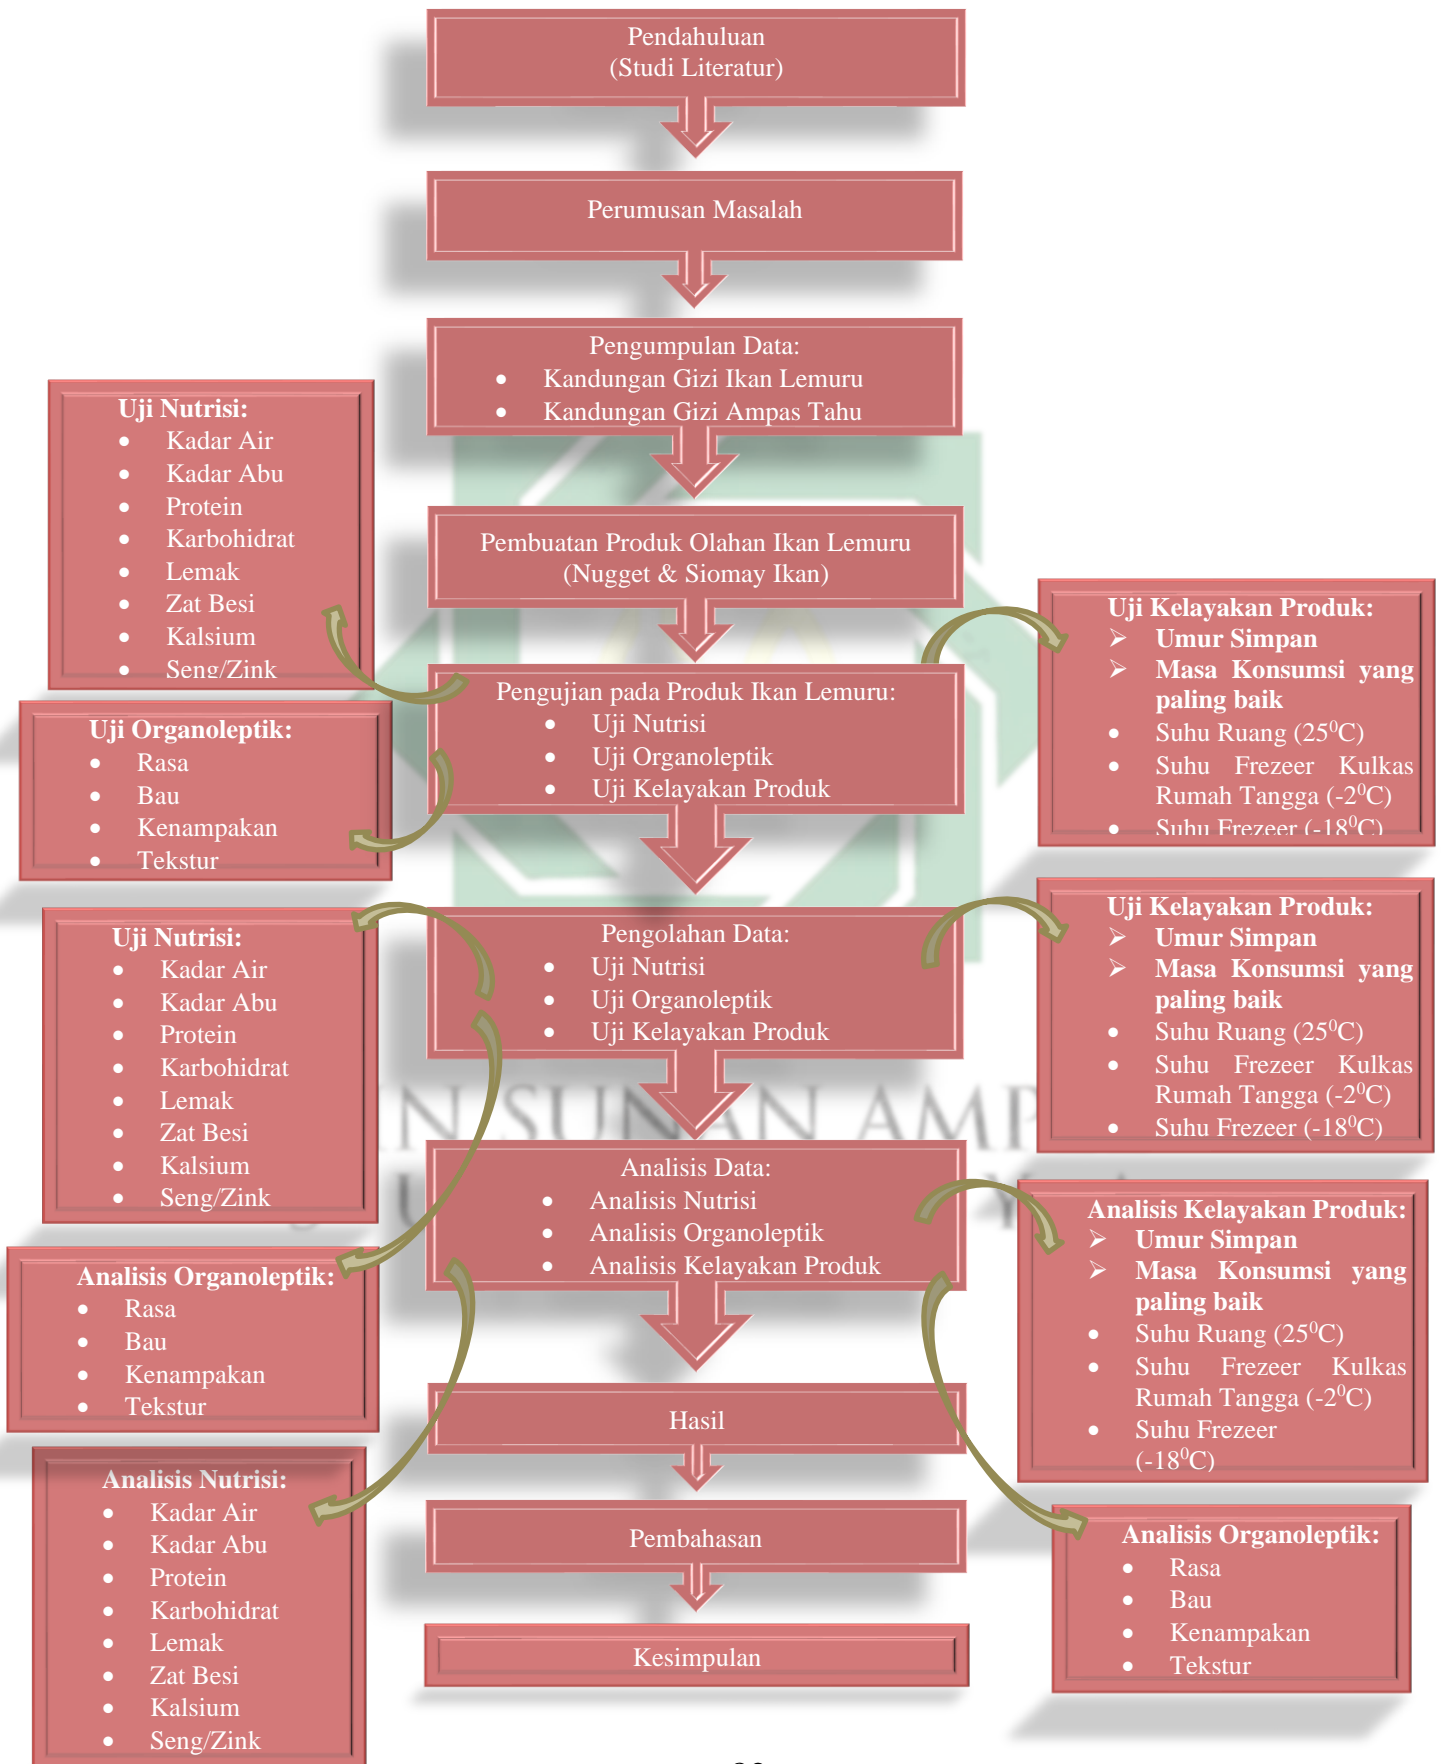 Pendahuluan
(Studi Literatur)
Perumusan Masalah
Pengumpulan Data:
• Kandungan Gizi Ikan Lemuru
• Kandungan Gizi Ampas Tahu
Uji Nutrisi:
• Kadar Air
• Kadar Abu
• Protein
• Karbohidrat
• Lemak
• Zat Besi
• Kalsium
• Seng/Zink
Pembuatan Produk Olahan Ikan Lemuru
(Nugget & Siomay Ikan)
Uji Kelayakan Produk:
➢ Umur Simpan
➢ Masa Konsumsi yang
paling baik
• Suhu Ruang (25⁰C)
• Suhu Frezeer Kulkas
Rumah Tangga (-2⁰C)
• Suhu Frezeer (-18⁰C)
Pengujian pada Produk Ikan Lemuru:
• Uji Nutrisi
• Uji Organoleptik
• Uji Kelayakan Produk
Uji Organoleptik:
• Rasa
• Bau
• Kenampakan
• Tekstur
Uji Nutrisi:
• Kadar Air
• Kadar Abu
• Protein
• Karbohidrat
• Lemak
• Zat Besi
• Kalsium
• Seng/Zink
Pengolahan Data:
• Uji Nutrisi
• Uji Organoleptik
• Uji Kelayakan Produk
Uji Kelayakan Produk:
➢ Umur Simpan
➢ Masa Konsumsi yang
paling baik
• Suhu Ruang (25⁰C)
• Suhu Frezeer Kulkas
Rumah Tangga (-2⁰C)
• Suhu Frezeer (-18⁰C)
SUNAN
Analisis Data:
• Analisis Nutrisi
• Analisis Organoleptik
• Analisis Kelayakan Produk
Analisis Kelayakan Produk:
➢ Umur Simpan
➢ Masa Konsumsi yang
paling baik
• Suhu Ruang (25⁰C)
• Suhu Frezeer Kulkas
Rumah Tangga (-2⁰C)
• Suhu Frezeer
(-18⁰C)
Analisis Organoleptik:
• Rasa
• Bau
• Kenampakan
• Tekstur
Hasil
Analisis Nutrisi:
• Kadar Air
• Kadar Abu
• Protein
• Karbohidrat
• Lemak
• Zat Besi
• Kalsium
• Seng/Zink
Pembahasan
Analisis Organoleptik:
• Rasa
• Bau
• Kenampakan
• Tekstur
Kesimpulan